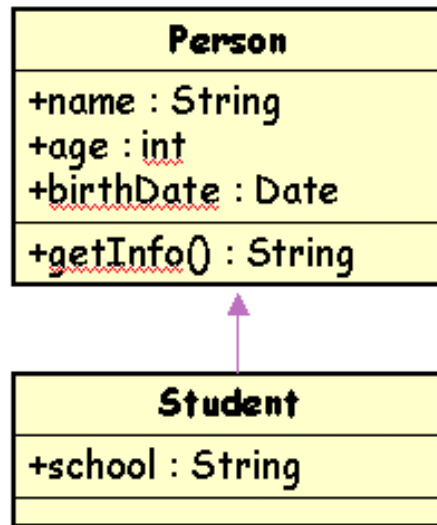 Person
+name : String
+age : int
+birthDate : Date
+getInfo() : String
Student
+school : String